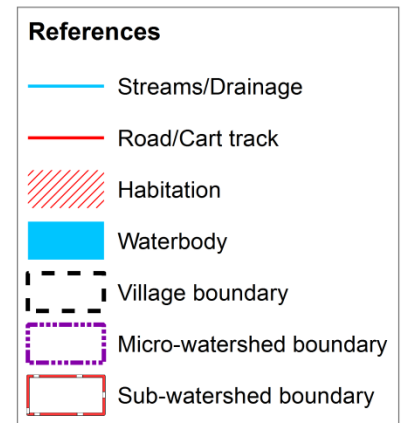 References
Streams/Drainage
Road/Cart track
Habitation
Waterbody
Village boundary
Micro-watershed boundary
Sub-watershed boundary